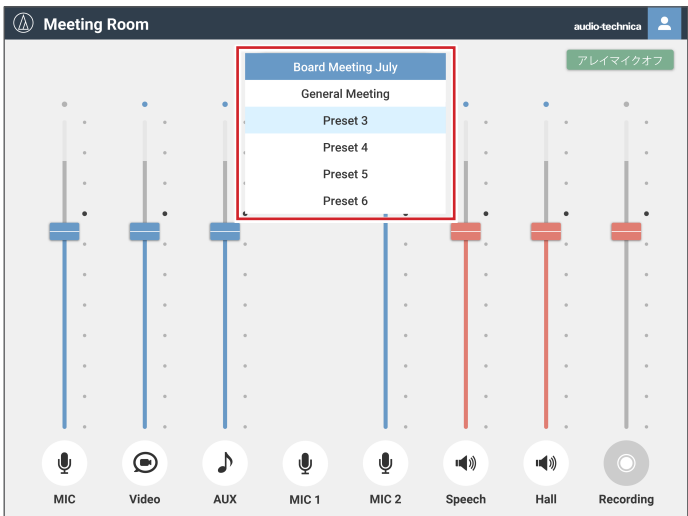 Meeting Room
audio-technica
アレイマイクオフ
Board Meeting July
General Meeting
Preset 3
Preset 4
Preset 5
Preset 6
MIC
Video
AUX
MIC 1
MIC 2
Speech
Hall
Recording